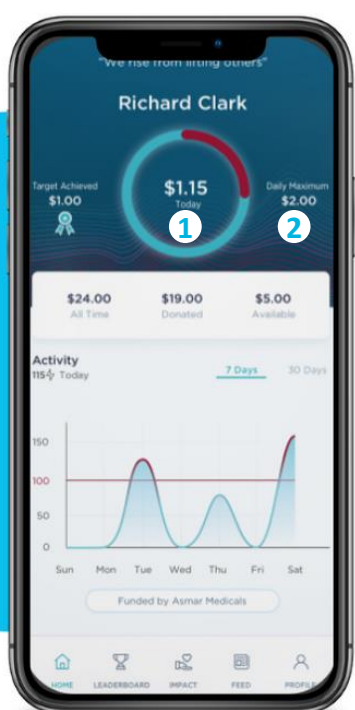 "We rise from lifting others"
Richard Clark
Target Achieved
$1.00
$1.15
Today
1
Daily Maximum
$2.00
2
$24.00 $19.00 $5.00
All Time Donated Available
Activity
115 Today
7 Days 30 Days
150
100
50
0
Sun Mon Tue Wed Thu Fri Sat
Funded by Asmar Medicals
HOME LEADERBOARD IMPACT FEED PROFILE